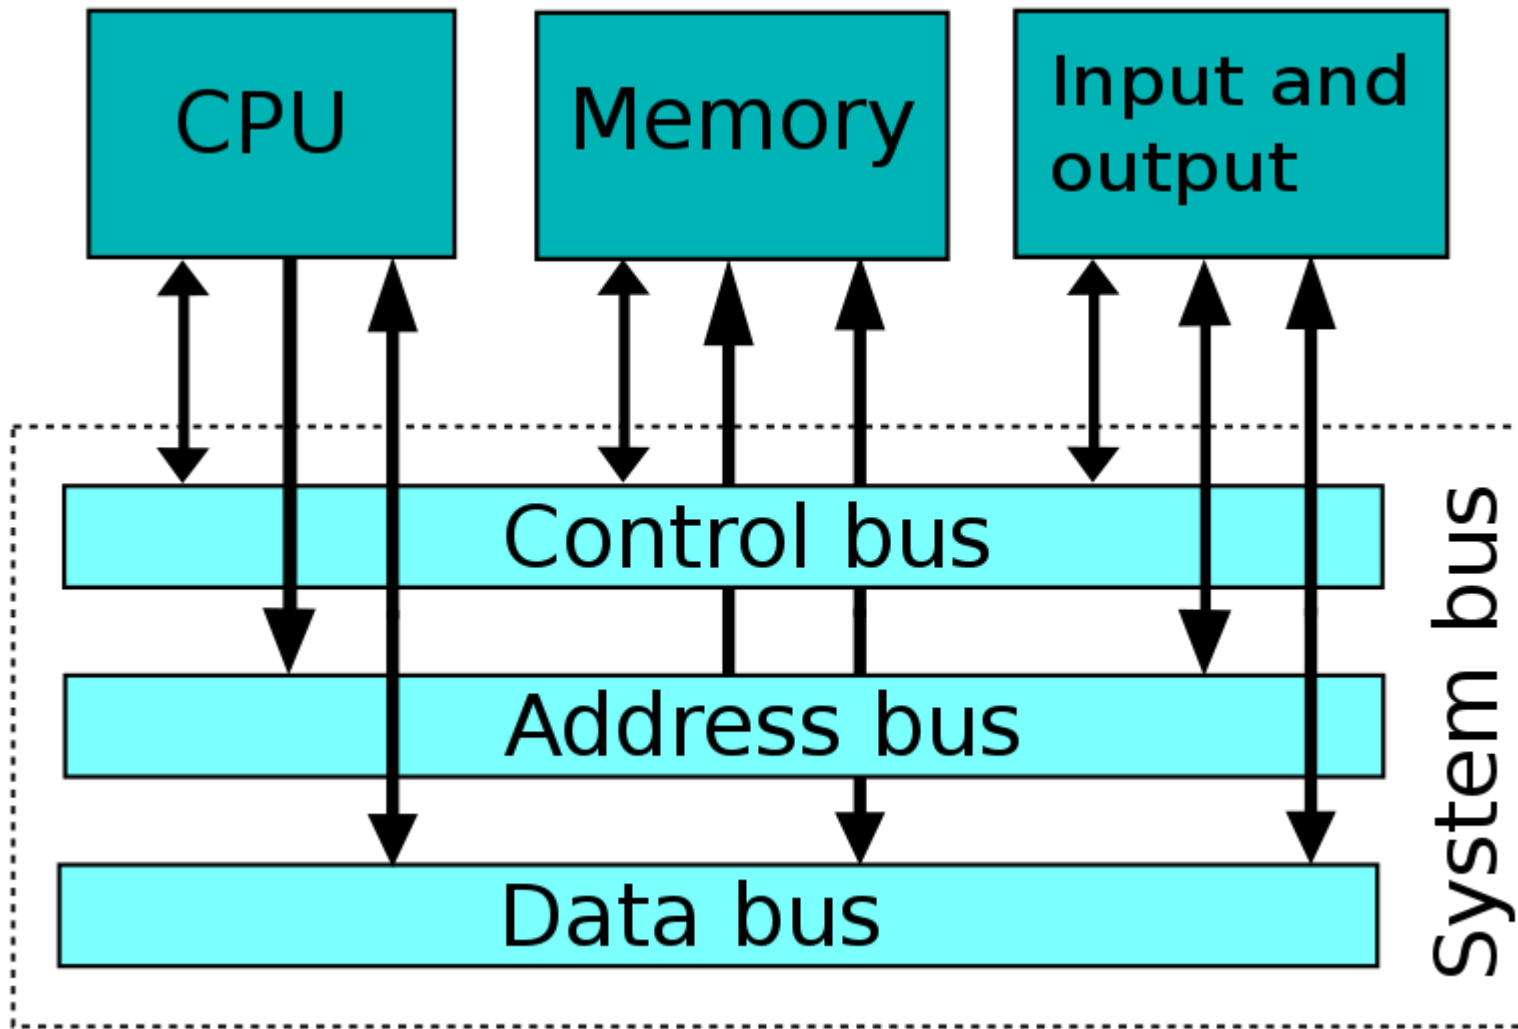 CPU
Memory
Input and
output
Control bus
Address bus
Data bus
System bus